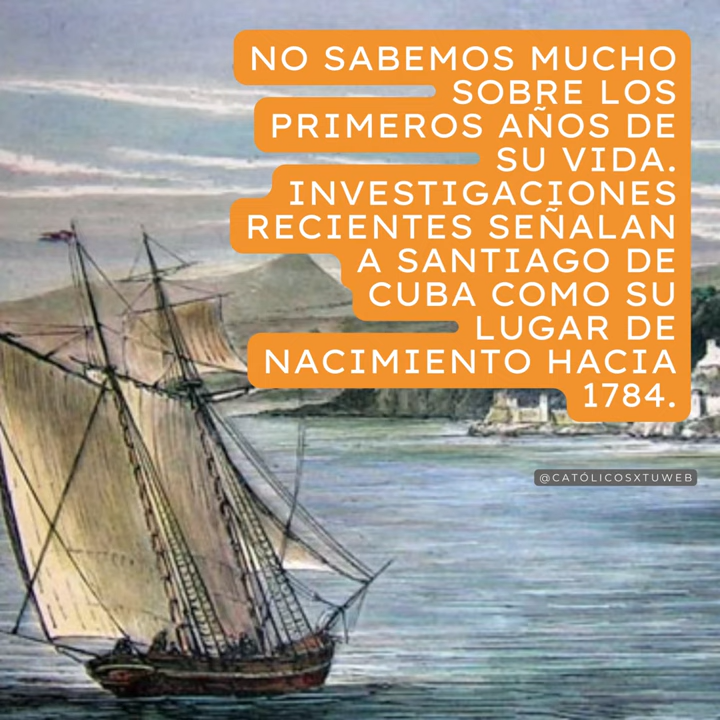 NO SABEMOS MUCHO
SOBRE LOS
PRIMEROS AÑOS DE
SU VIDA.
INVESTIGACIONES
RECIENTES SEÑALAN
A SANTIAGO DE
CUBA COMO SU
LUGAR DE
NACIMIENTO HACIA
1784.
@CATÓLICOSXTUWEB